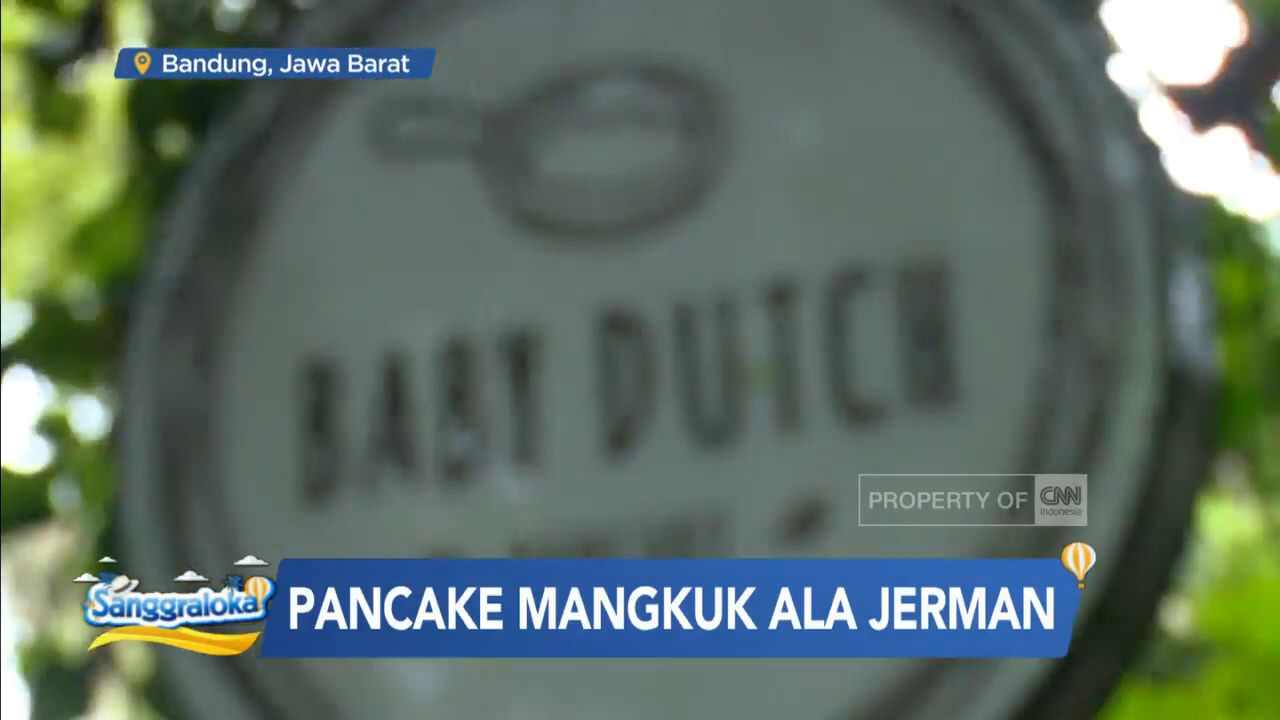 Bandung, Jawa Barat
BABY DUTCH
PROPERTY OF CNN
Indonesia
Sanggraloka
PANCAKE MANGKUK ALA JERMAN